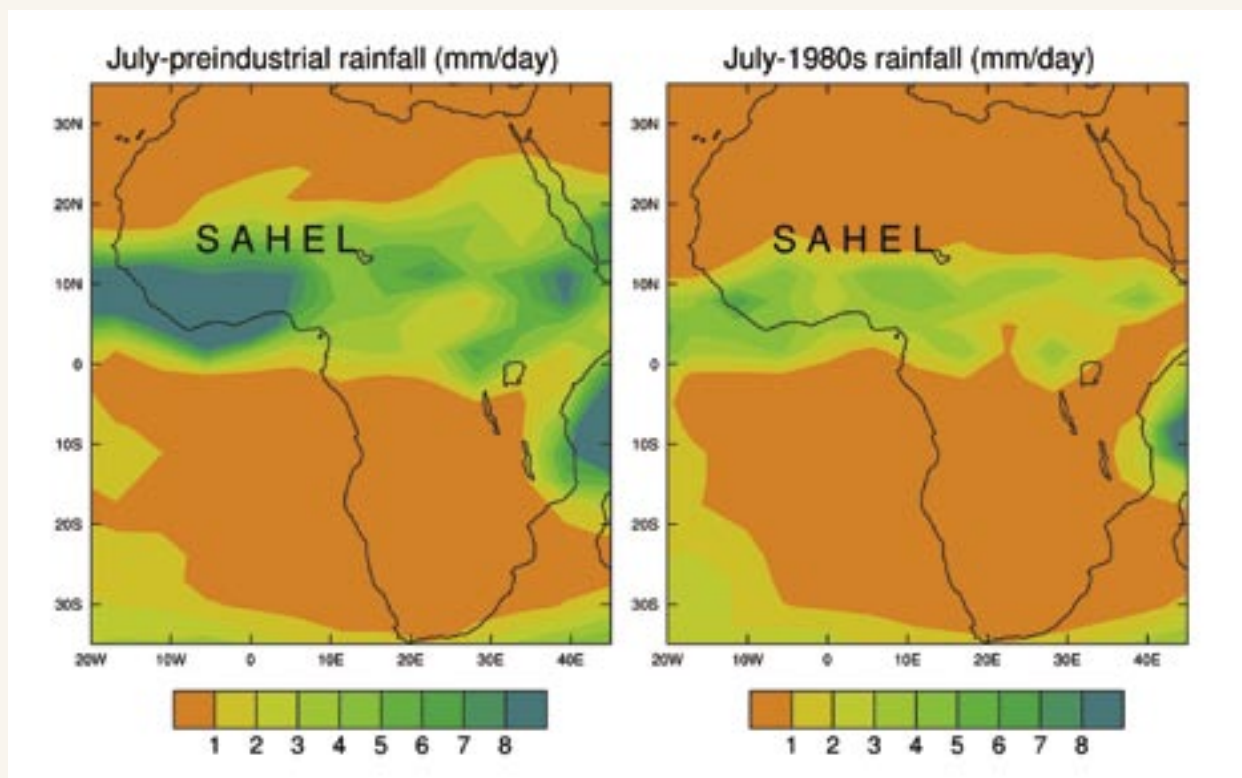 July-preindustrial rainfall (mm/day)
July-1980s rainfall (mm/day)
30N
20N
10N
0
10S
20S
30S
SAHEL
20W 10W 0 10E 20E 30E 40E
1 2 3 4 5 6 7 8
30N
20N
10N
0
10S
20S
30S
SAHEL
20W 10W 0 10E 20E 30E 40E
1 2 3 4 5 6 7 8